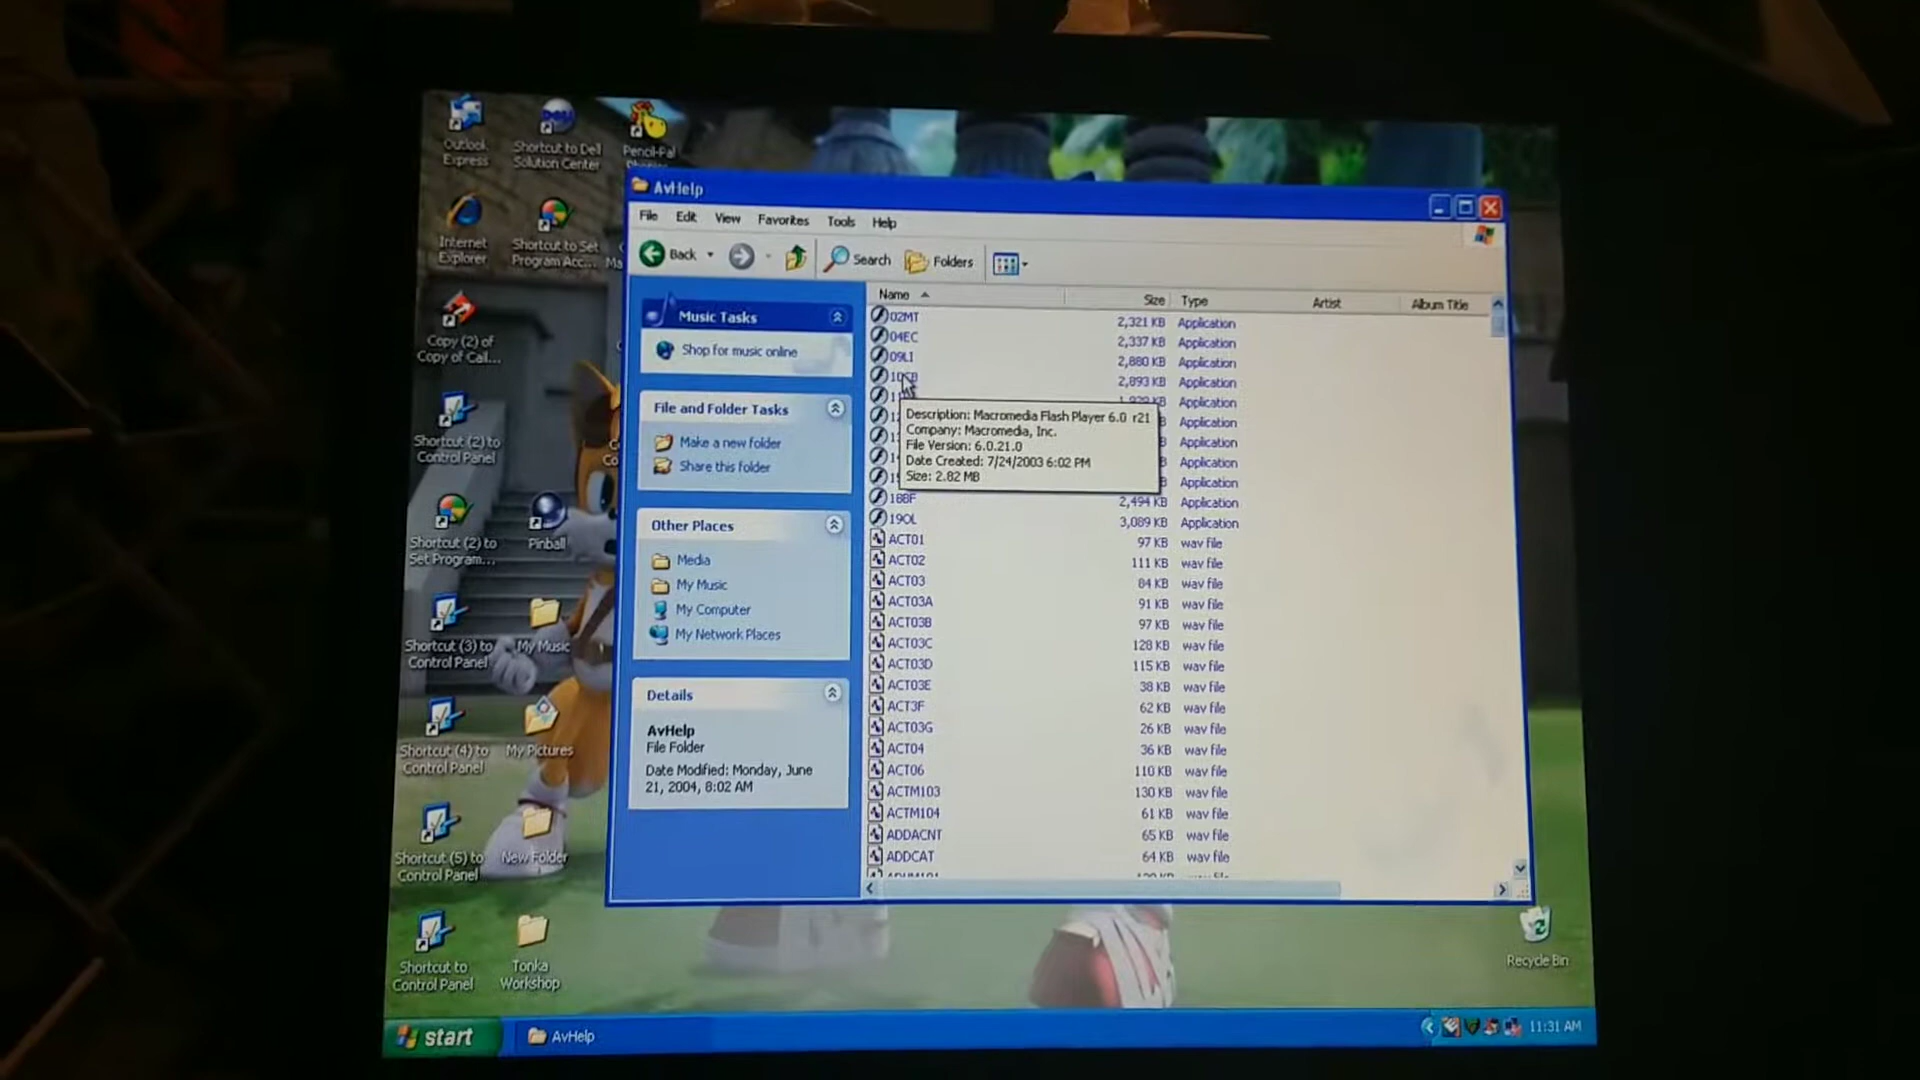 Outlook
Express
Shortcut to Dell
Solution Center
Pencil-Pal
Internet
Explorer
Shortcut to Set
Program Acc...
Copy (2) of
Copy of Call...
Shortcut (2) to
Control Panel
Shortcut (2) to
Set Program...
Pinball
Shortcut (3) to
Control Panel
My Music
Shortcut (4) to
Control Panel
My Pictures
Shortcut (5) to
Control Panel
New Folder
Shortcut to
Control Panel
Tonka
Workshop
Recycle Bin
AvHelp
File Edit View Favorites Tools Help
Back Search Folders
Music Tasks
Shop for music online
File and Folder Tasks
Make a new folder
Share this folder
Other Places
Media
My Music
My Computer
My Network Places
Details
AvHelp
File Folder
Date Modified: Monday, June
21, 2004, 8:02 AM
Name Size Type Artist Album Title
02MT 2,321 KB Application
04EC 2,337 KB Application
09LI 2,880 KB Application
2,893 KB Application
Application
Application
Application
Application
Application
18BF 2,494 KB Application
19OL 3,089 KB Application
Description: Macromedia Flash Player 6.0 r21
Company: Macromedia, Inc.
File Version: 6.0.21.0
Date Created: 7/24/2003 6:02 PM
Size: 2.82 MB
ACT01 97 KB wav file
ACT02 111 KB wav file
ACT03 84 KB wav file
ACT03A 91 KB wav file
ACT03B 97 KB wav file
ACT03C 128 KB wav file
ACT03D 115 KB wav file
ACT03E 38 KB wav file
ACT3F 62 KB wav file
ACT03G 26 KB wav file
ACT04 36 KB wav file
ACT06 110 KB wav file
ACTM103 130 KB wav file
ACTM104 61 KB wav file
ADDACNT 65 KB wav file
ADDCAT 64 KB wav file
start AvHelp 11:31 AM